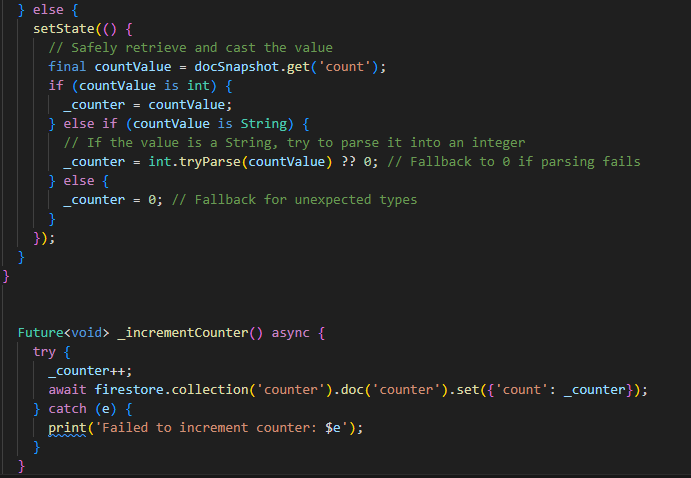 } else {
setState(() {
// Safely retrieve and cast the value
final countValue = docSnapshot.get('count');
if (countValue is int) {
_counter = countValue;
} else if (countValue is String) {
// If the value is a String, try to parse it into an integer
_counter = int.tryParse(countValue) ?? 0; // Fallback to 0 if parsing fails
} else {
_counter = 0; // Fallback for unexpected types
}
});
}
}
Future<void> _incrementCounter() async {
try {
_counter++;
await firestore.collection('counter').doc('counter').set({'count': _counter});
} catch (e) {
print('Failed to increment counter: $e');
}
}